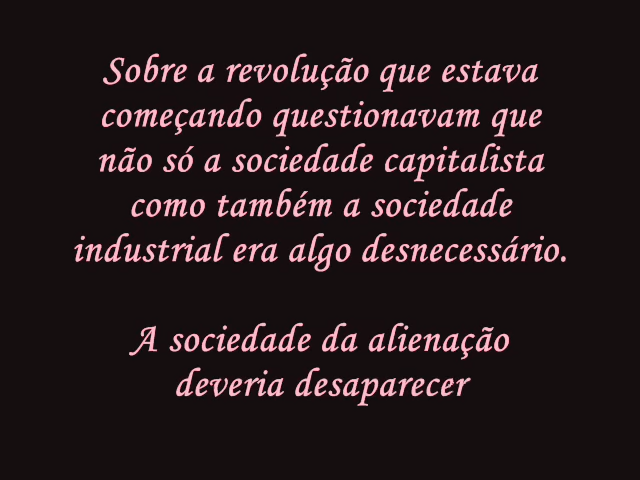 Sobre a revolução que estava
começando questionavam que
não só a sociedade capitalista
como também a sociedade
industrial era algo desnecessário.
A sociedade da alienação
deveria desaparecer